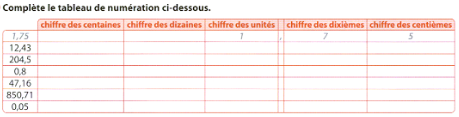 Complète le tableau de numération ci-dessous.
chiffre des centaines chiffre des dizaines chiffre des unités chiffre des dixièmes chiffre des centièmes
1,75 1 , 7 5
12,43
204,5
0,8
47,16
850,71
0,05